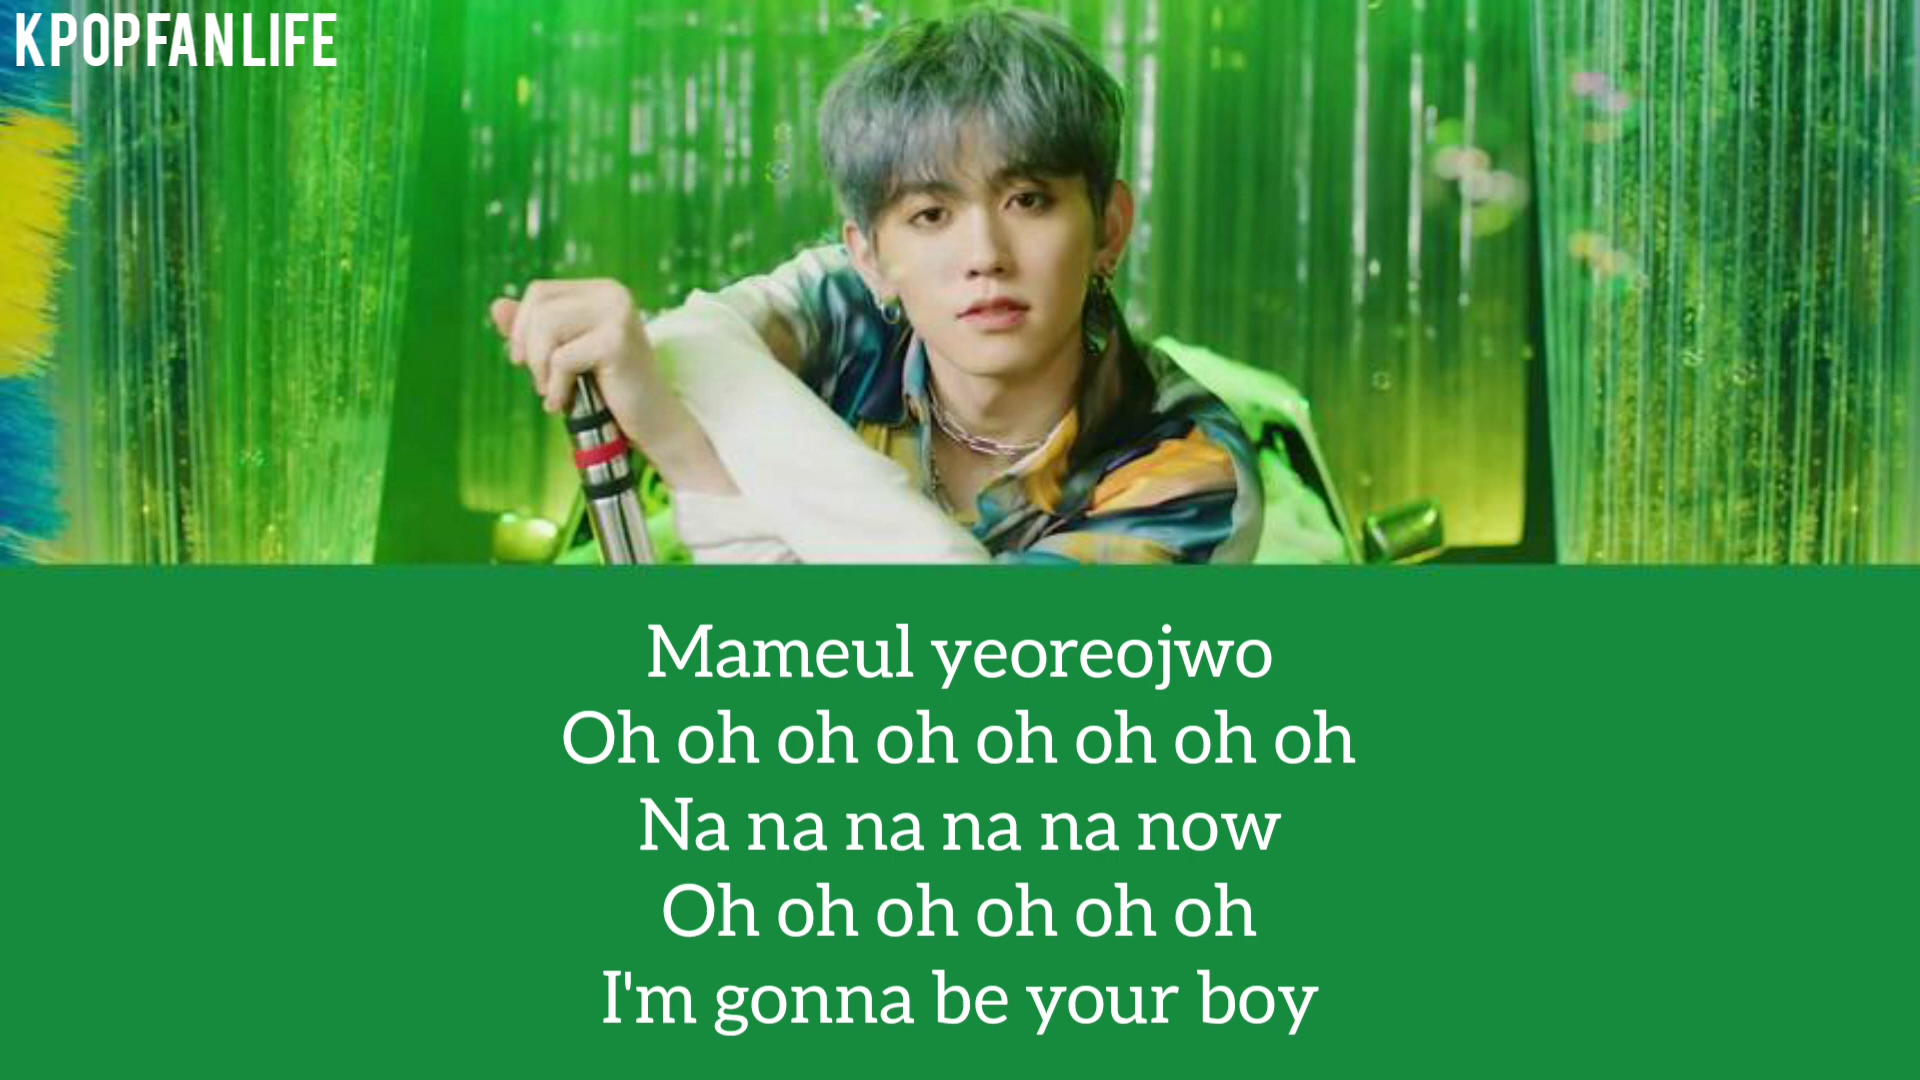 KPOPFANLIFE
Mameul yeoreojwo
Oh oh oh oh oh oh oh oh
Na na na na na now
Oh oh oh oh oh oh
I'm gonna be your boy